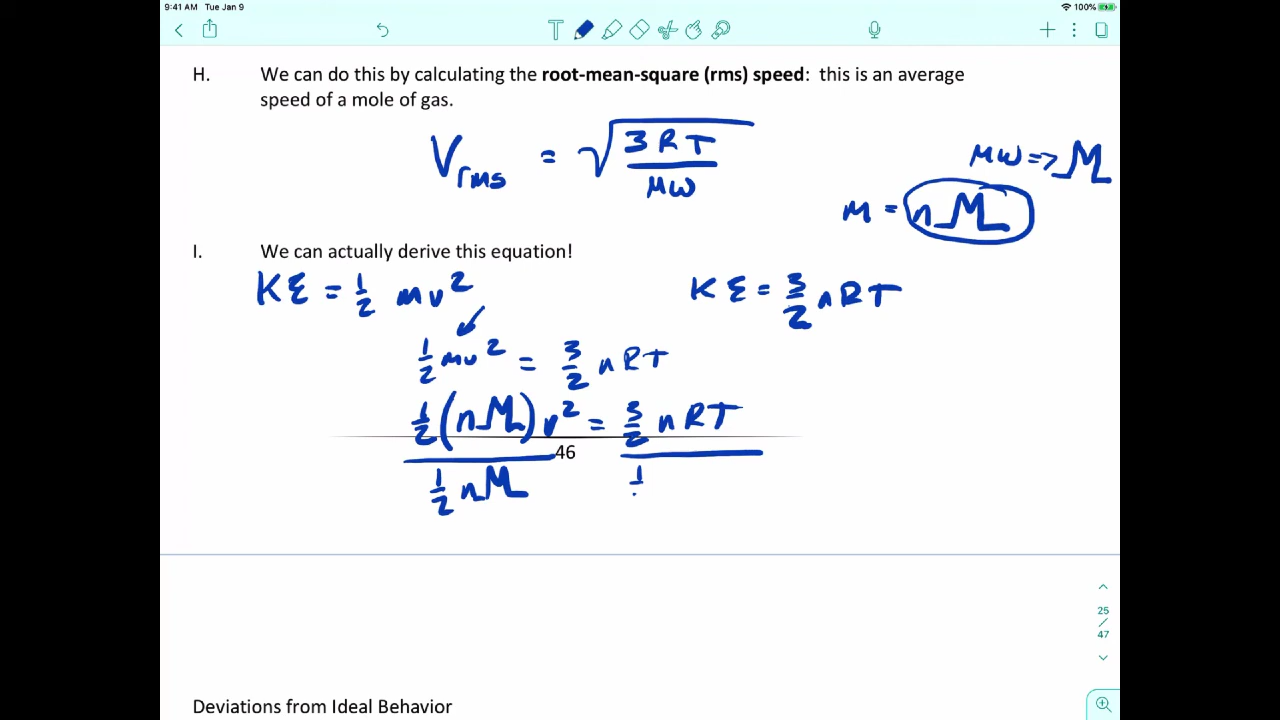 9:41 AM Tue Jan 9
100%
H. We can do this by calculating the root-mean-square (rms) speed: this is an average
speed of a mole of gas.
V_rms = √(3RT/MW)
MW => M
M = nM
I. We can actually derive this equation!
KE = 1/2 mv² KE = 3/2 nRT
1/2 mv² = 3/2 nRT
1/2 (nM) v² = 3/2 nRT
46
1/2 nM 1
25
/
47
Deviations from Ideal Behavior